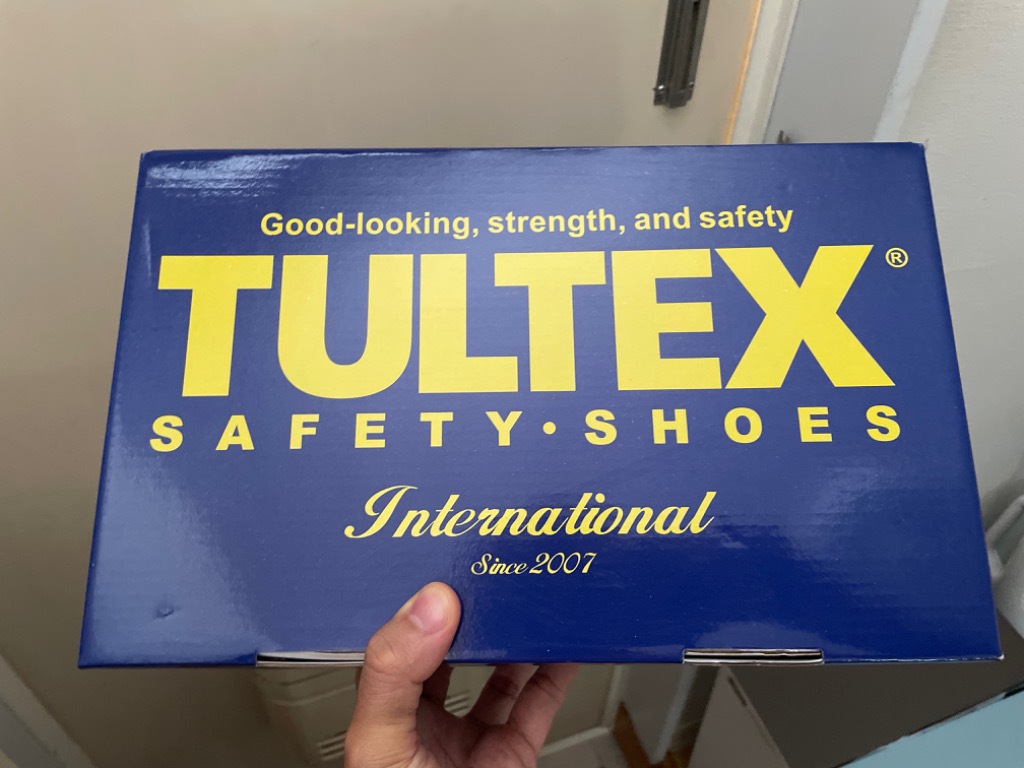 Good-looking, strength, and safety
TULTEX®
SAFETY·SHOES
International
Since 2007